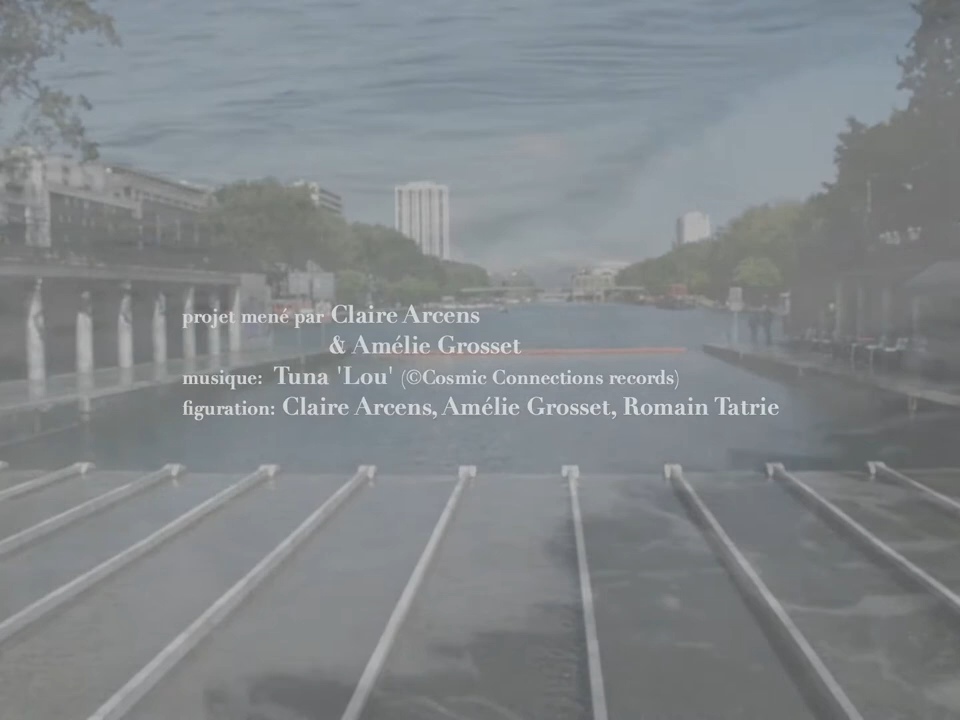 projet mené par Claire Arcens
& Amélie Grosset
musique: Tuna 'Lou' (©Cosmic Connections records)
figuration: Claire Arcens, Amélie Grosset, Romain Tatrie